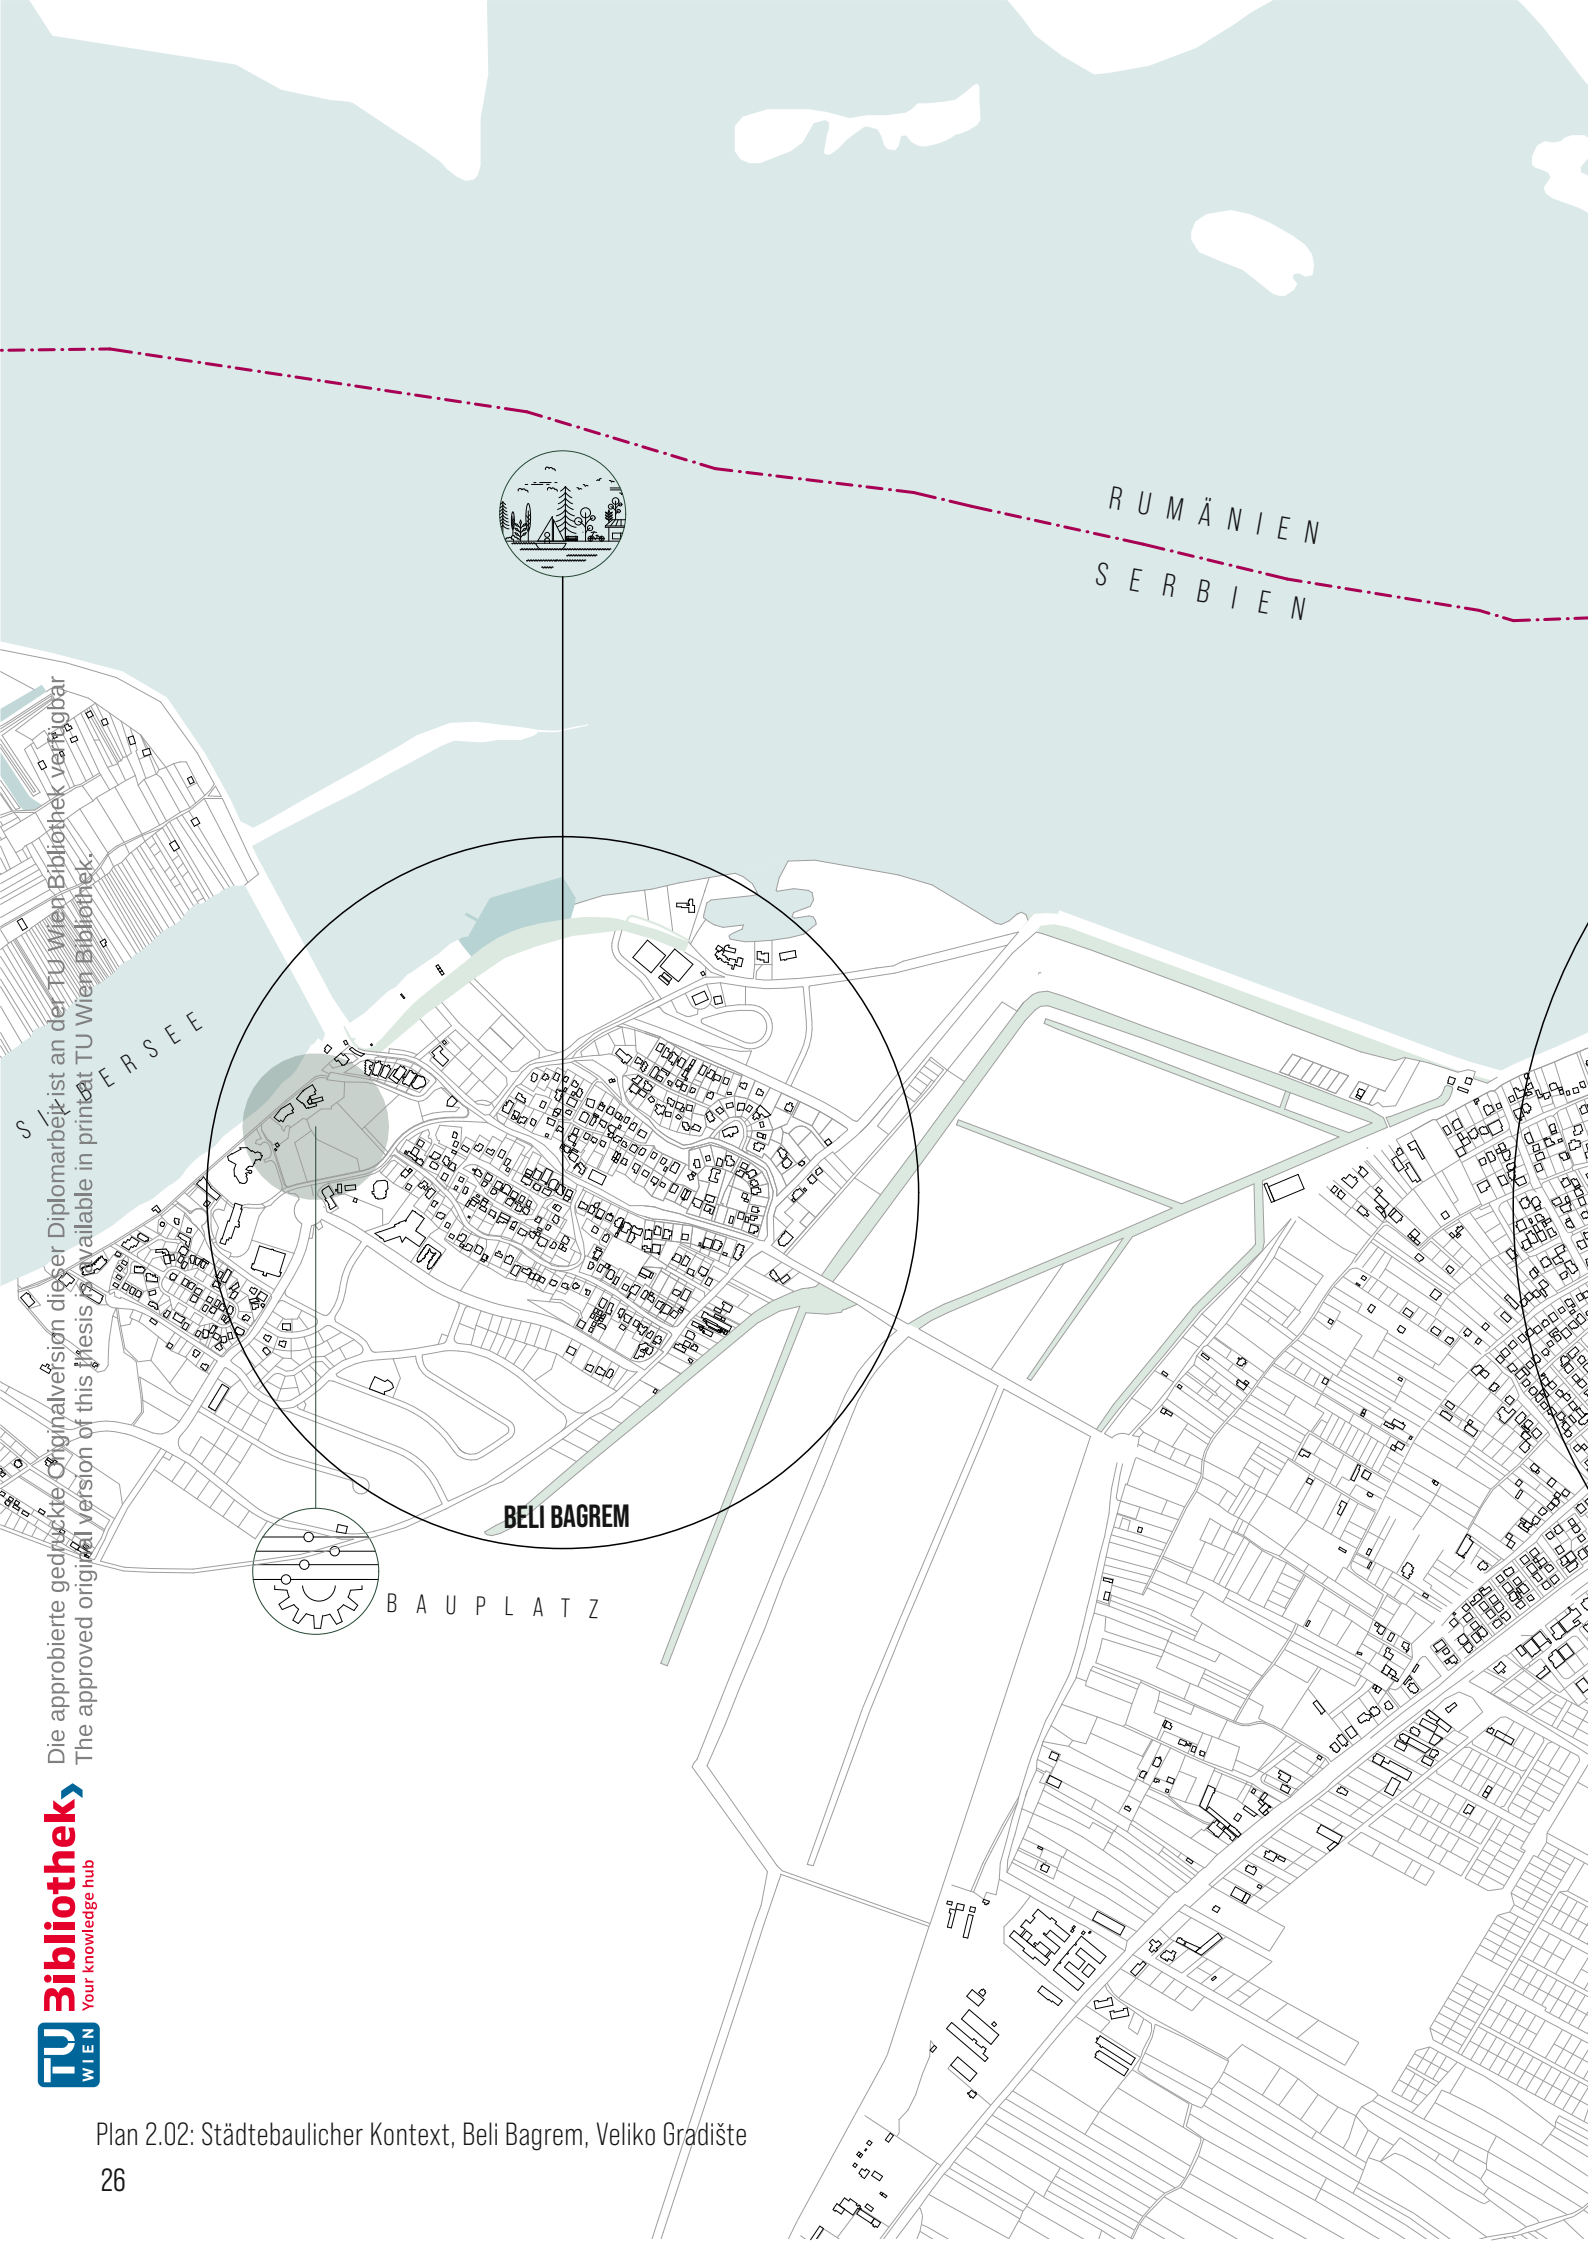 RUMÄNIEN
SERBIEN
SILBERSEE
BELI BAGREM
BAUPLATZ
Die approbierte gedruckte Originalversion dieser Diplomarbeit ist an der TU Wien Bibliothek verfügbar
The approved original version of this thesis is available in print at TU Wien Bibliothek.
TU WIEN
Bibliothek
Your knowledge hub
Plan 2.02: Städtebaulicher Kontext, Beli Bagrem, Veliko Gradište
26